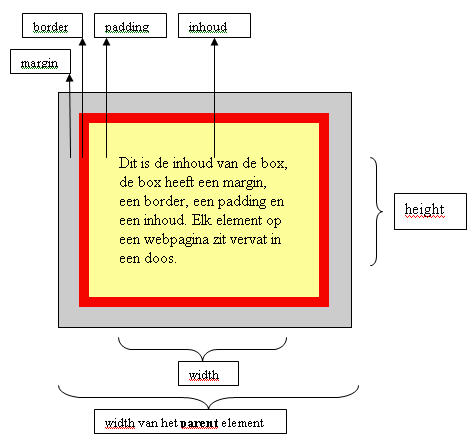 border
padding
inhoud
margin
Dit is de inhoud van de box,
de box heeft een margin,
een border, een padding en
een inhoud. Elk element op
een webpagina zit vervat in
een doos.
height
width
width van het parent element